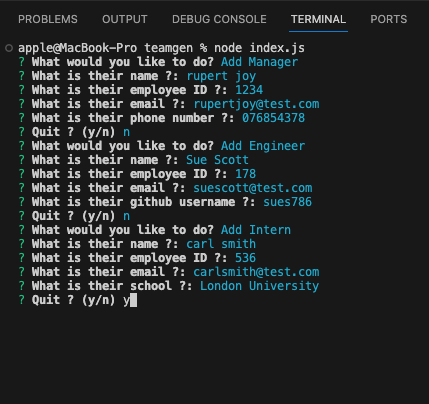 PROBLEMS OUTPUT DEBUG CONSOLE TERMINAL PORTS
apple@MacBook-Pro teamgen % node index.js
? What would you like to do? Add Manager
? What is their name ?: rupert joy
? What is their employee ID ?: 1234
? What is their email ?: rupertjoy@test.com
? What is their phone number ?: 076854378
? Quit ? (y/n) n
? What would you like to do? Add Engineer
? What is their name ?: Sue Scott
? What is their employee ID ?: 178
? What is their email ?: suescott@test.com
? What is their github username ?: sues786
? Quit ? (y/n) n
? What would you like to do? Add Intern
? What is their name ?: carl smith
? What is their employee ID ?: 536
? What is their email ?: carlsmith@test.com
? What is their school ?: London University
? Quit ? (y/n) y